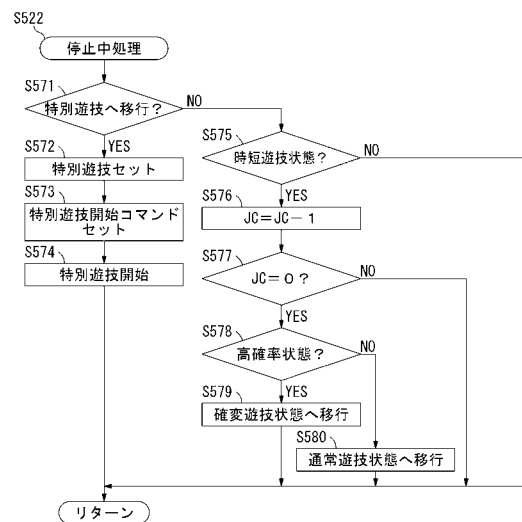 S522
停止中処理
S571
特別遊技へ移行？
NO
YES
S572
特別遊技セット
S573
特別遊技開始コマンド
セット
S574
特別遊技開始
S575
時短遊技状態？
NO
YES
S576
JC＝JC－１
S577
JC＝０？
NO
YES
S578
高確率状態？
NO
YES
S579
確変遊技状態へ移行
S580
通常遊技状態へ移行
リターン